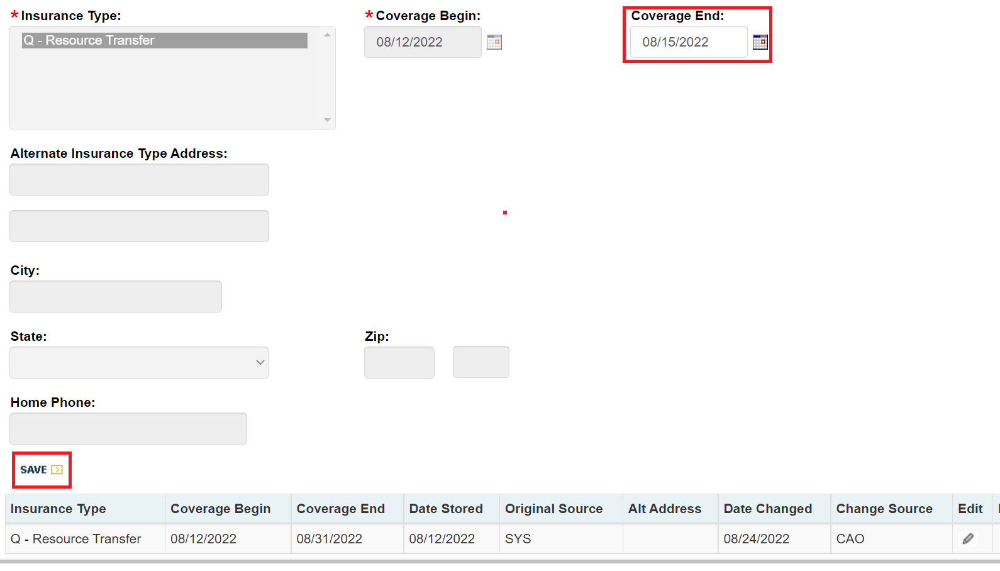 * Insurance Type: * Coverage Begin: Coverage End:
Q - Resource Transfer 08/12/2022 08/15/2022
Alternate Insurance Type Address:
City:
State: Zip:
Home Phone:
SAVE
Insurance Type Coverage Begin Coverage End Date Stored Original Source Alt Address Date Changed Change Source Edit
Q - Resource Transfer 08/12/2022 08/31/2022 08/12/2022 SYS 08/24/2022 CAO